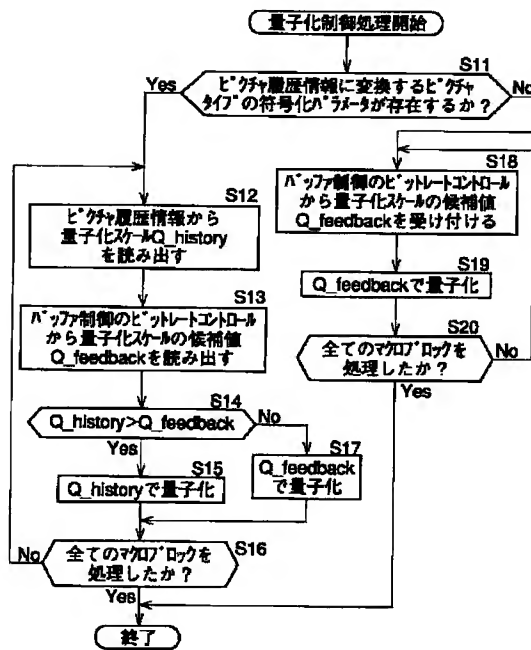 量子化制御処理開始
S11
ピクチャ履歴情報に変換するピクチャ
タイプの符号化パラメータが存在するか？
Yes
No
S12
ピクチャ履歴情報から
量子化スケールQ_history
を読み出す
S13
バッファ制御のビットレートコントロール
から量子化スケールの候補値
Q_feedbackを読み出す
S14
Q_history>Q_feedback
No
Yes
S15
Q_historyで量子化
S17
Q_feedback
で量子化
S16
全てのマクロブロックを
処理したか？
No
Yes
S18
バッファ制御のビットレートコントロール
から量子化スケールの候補値
Q_feedbackを受け付ける
S19
Q_feedbackで量子化
S20
全てのマクロブロックを
処理したか？
No
Yes
終了